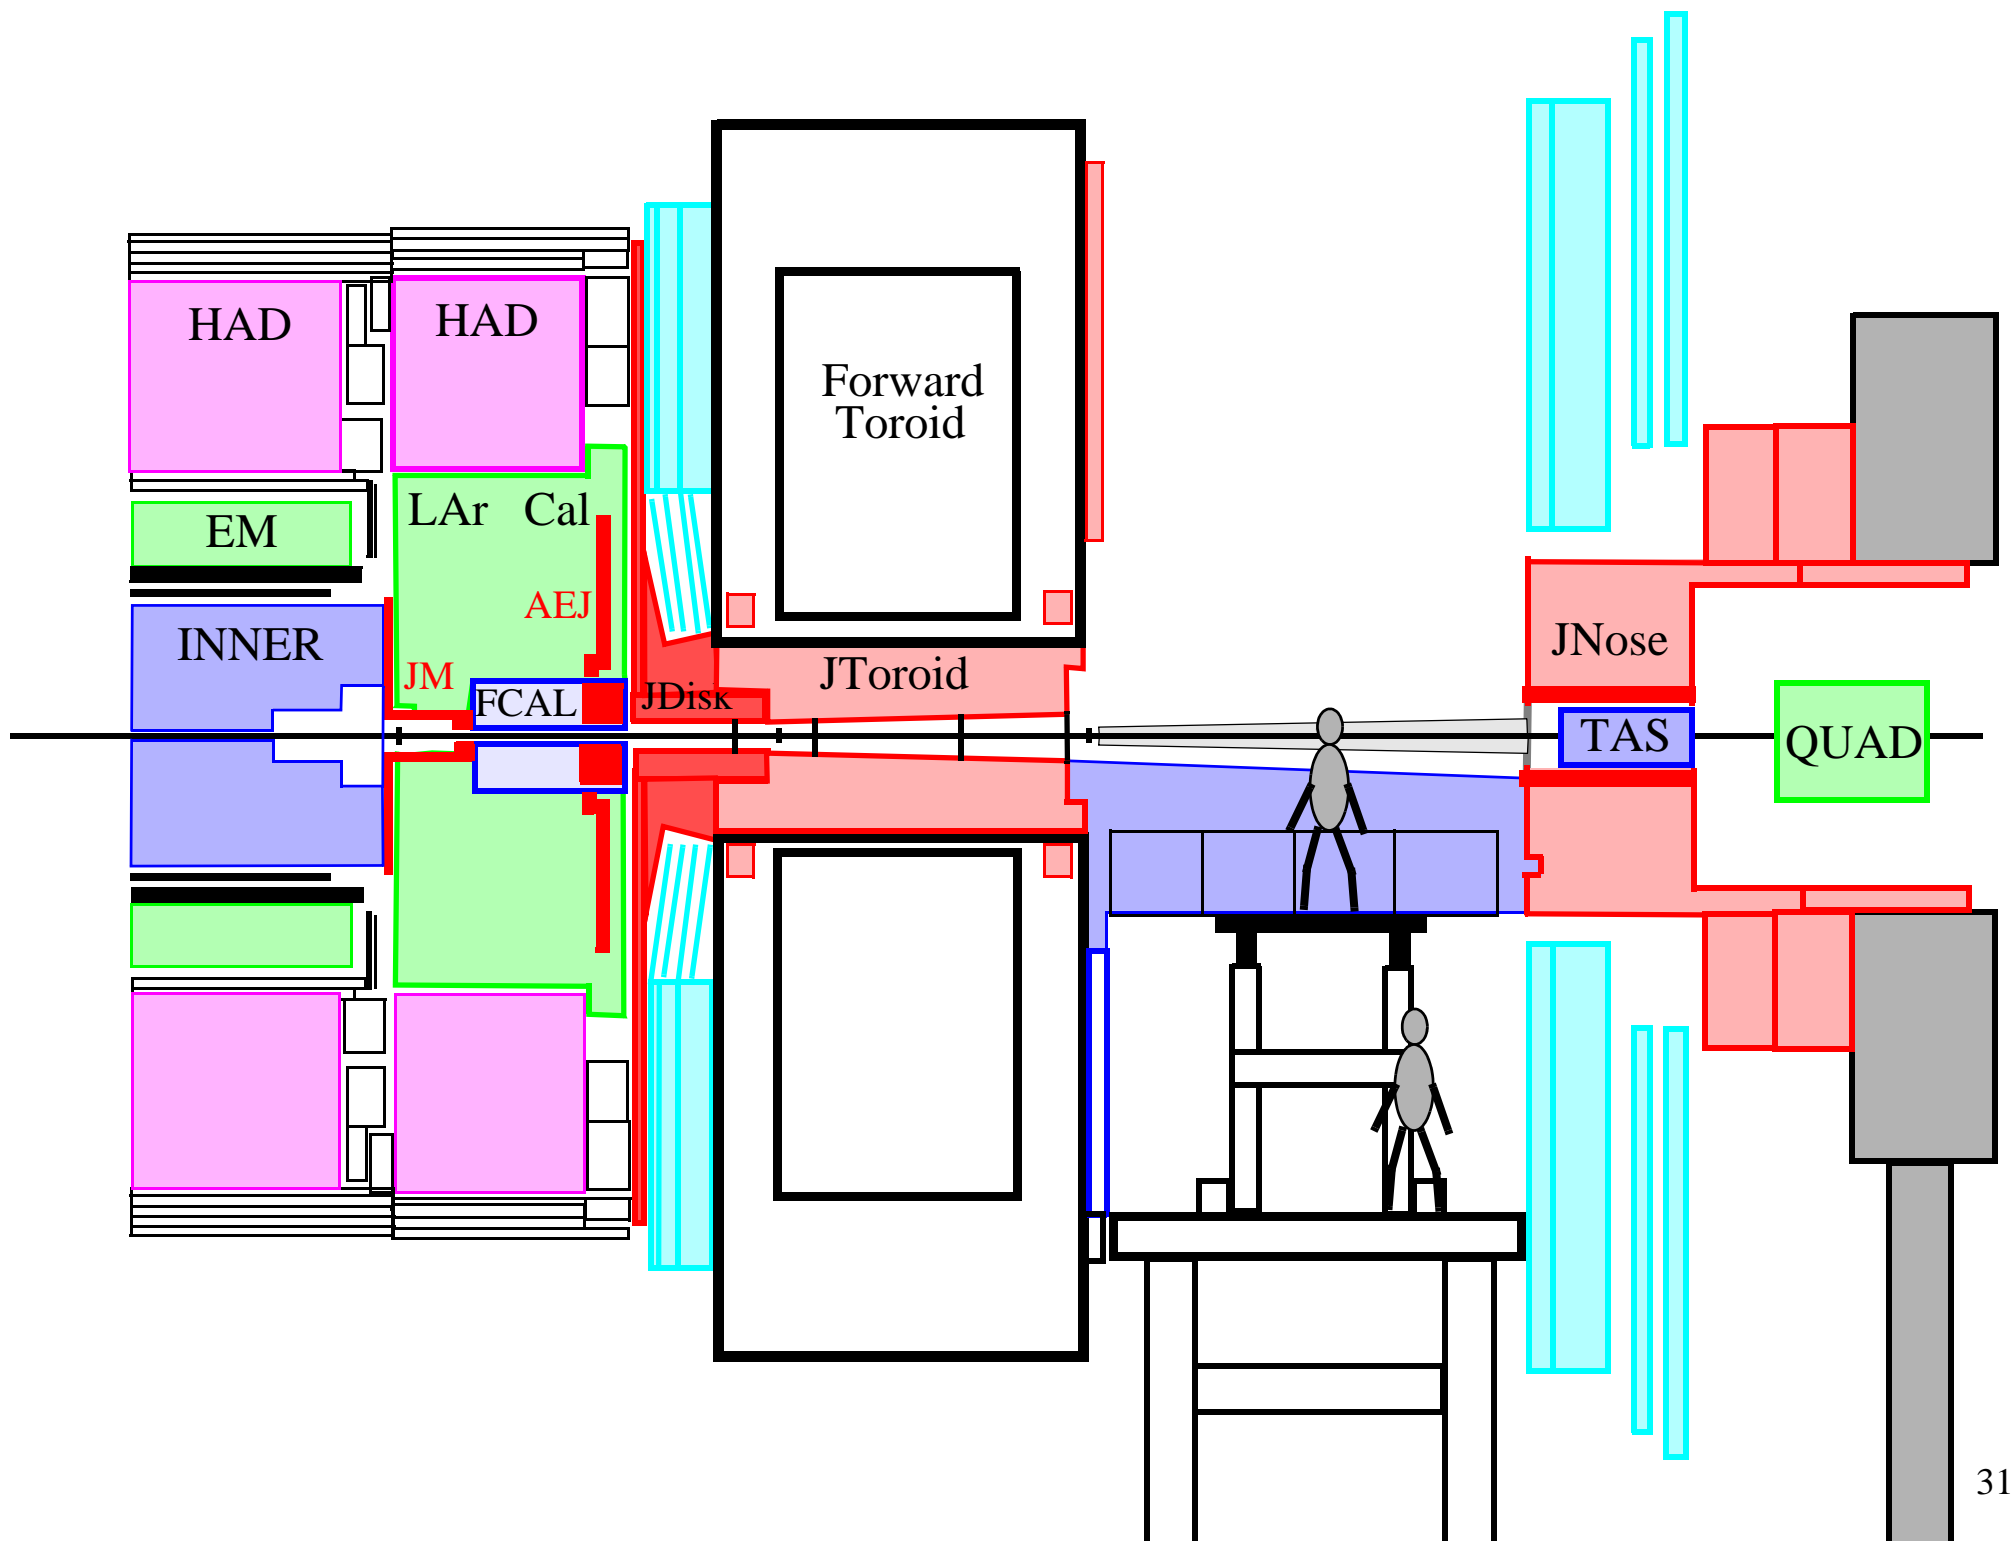 HAD
HAD
Forward
Toroid
LAr Cal
EM
AEJ
INNER
JM
FCAL
JDisk
JToroid
JNose
TAS
QUAD
31